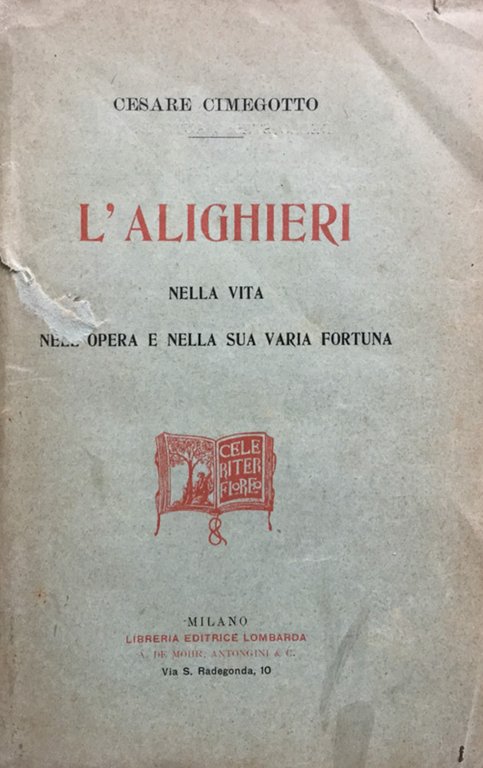 CESARE CIMEGOTTO
L'ALIGHIERI
NELLA VITA
NELL'OPERA E NELLA SUA VARIA FORTUNA
CELE
RITER
FLOREO
MILANO
LIBRERIA EDITRICE LOMBARDA
A. DE MOHR, ANTONGINI & C.
Via S. Radegonda, 10